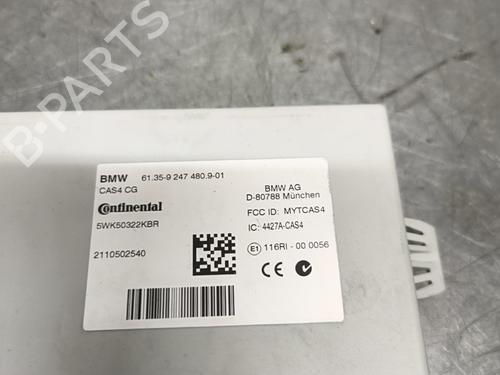 BMW 61.35-9 247 480.9-01
CAS4 CG
Continental
5WK50322KBR
2110502540
BMW AG
D-80788 München
FCC ID: MYTCAS4
IC: 4427A-CAS4
E1 116RI - 00 0056
CE
B-PARTS